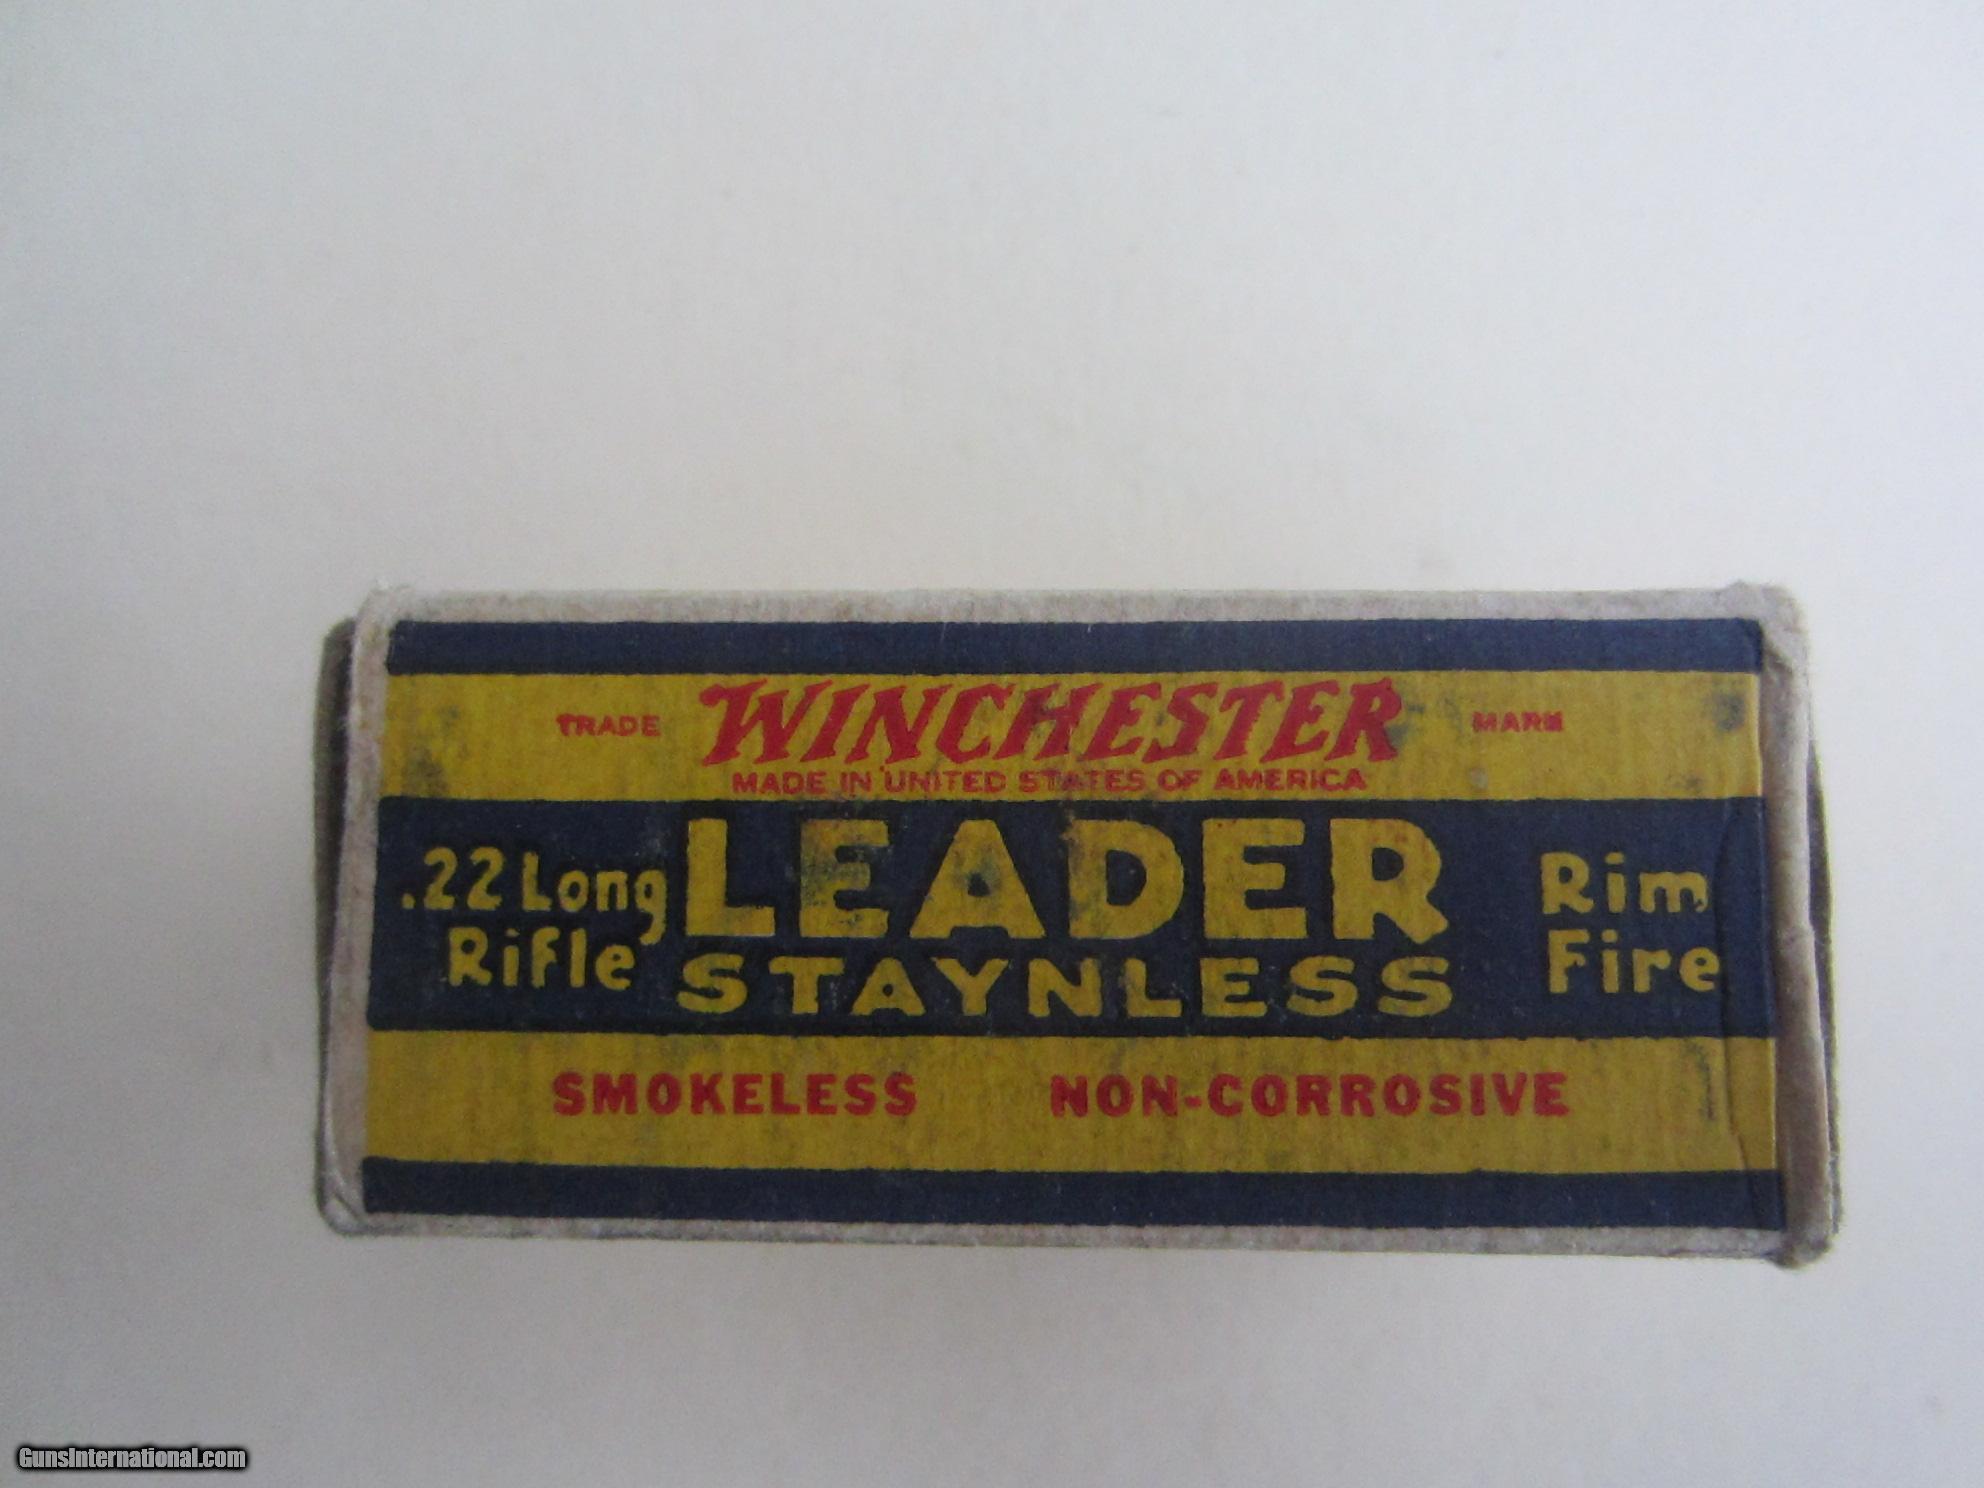 TRADE WINCHESTER MARK
MADE IN UNITED STATES OF AMERICA
.22 Long Rifle
LEADER
STAYNLESS
Rim Fire
SMOKELESS NON-CORROSIVE
GunsInternational.com